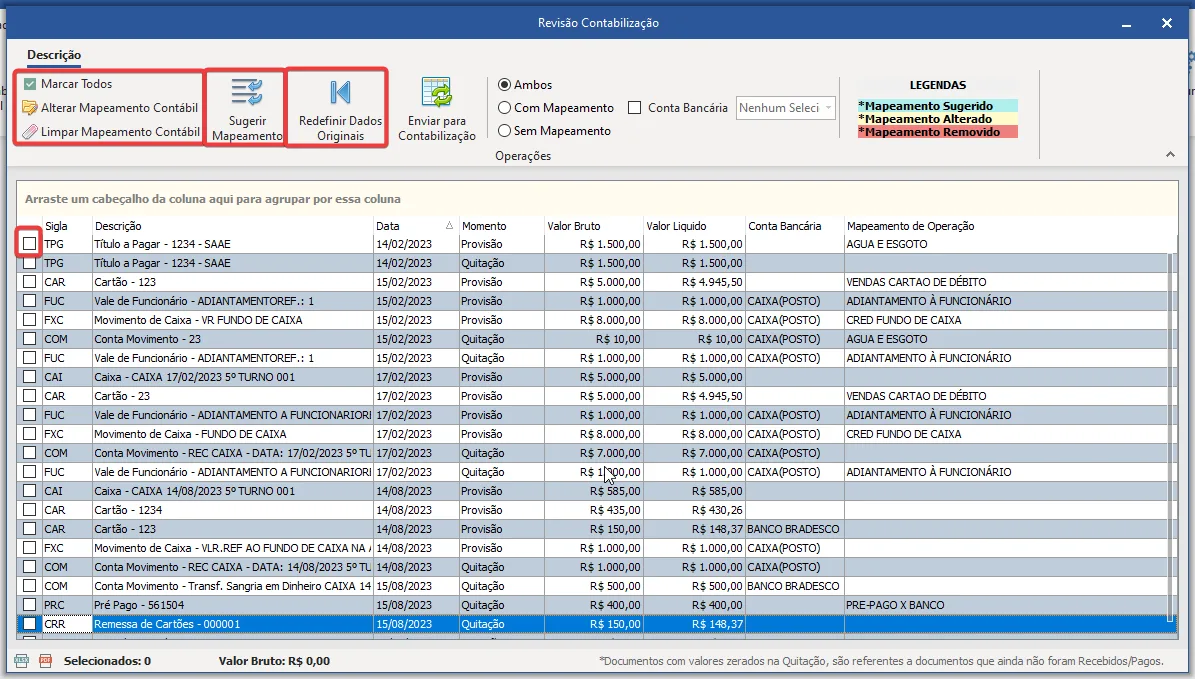 Revisão Contabilização
Descrição
Marcar Todos
Alterar Mapeamento Contábil
Limpar Mapeamento Contábil
Sugerir
Mapeamento
Redefinir Dados
Originais
Enviar para
Contabilização
Ambos
Com Mapeamento
Sem Mapeamento
Conta Bancária
Nenhum Seleci
Operações
LEGENDAS
*Mapeamento Sugerido
*Mapeamento Alterado
*Mapeamento Removido
Arraste um cabeçalho da coluna aqui para agrupar por essa coluna
Sigla Descrição Data Momento Valor Bruto Valor Liquido Conta Bancária Mapeamento de Operação
TPG Título a Pagar - 1234 - SAAE 14/02/2023 Provisão R$ 1.500,00 R$ 1.500,00 AGUA E ESGOTO
TPG Título a Pagar - 1234 - SAAE 14/02/2023 Quitação R$ 1.500,00 R$ 1.500,00
CAR Cartão - 123 15/02/2023 Provisão R$ 5.000,00 R$ 4.945,50 VENDAS CARTAO DE DÉBITO
FUC Vale de Funcionário - ADIANTAMENTOREF.: 1 15/02/2023 Provisão R$ 1.000,00 R$ 1.000,00 CAIXA(POSTO) ADIANTAMENTO À FUNCIONÁRIO
FXC Movimento de Caixa - VR FUNDO DE CAIXA 15/02/2023 Provisão R$ 8.000,00 R$ 8.000,00 CAIXA(POSTO) CRED FUNDO DE CAIXA
COM Conta Movimento - 23 15/02/2023 Quitação R$ 10,00 R$ 10,00 CAIXA(POSTO) AGUA E ESGOTO
FUC Vale de Funcionário - ADIANTAMENTOREF.: 1 15/02/2023 Quitação R$ 1.000,00 R$ 1.000,00 CAIXA(POSTO) ADIANTAMENTO À FUNCIONÁRIO
CAI Caixa - CAIXA 17/02/2023 5º TURNO 001 17/02/2023 Provisão R$ 5.000,00 R$ 5.000,00
CAR Cartão - 23 17/02/2023 Provisão R$ 5.000,00 R$ 4.945,50 VENDAS CARTAO DE DÉBITO
FUC Vale de Funcionário - ADIANTAMENTO A FUNCIONARIORI 17/02/2023 Provisão R$ 1.000,00 R$ 1.000,00 CAIXA(POSTO) ADIANTAMENTO À FUNCIONÁRIO
FXC Movimento de Caixa - FUNDO DE CAIXA 17/02/2023 Provisão R$ 8.000,00 R$ 8.000,00 CAIXA(POSTO) CRED FUNDO DE CAIXA
COM Conta Movimento - REC CAIXA - DATA: 17/02/2023 5º TU 17/02/2023 Quitação R$ 7.000,00 R$ 7.000,00 CAIXA(POSTO)
FUC Vale de Funcionário - ADIANTAMENTO A FUNCIONARIORI 17/02/2023 Quitação R$ 1.000,00 R$ 1.000,00 CAIXA(POSTO) ADIANTAMENTO À FUNCIONÁRIO
CAI Caixa - CAIXA 14/08/2023 5º TURNO 001 14/08/2023 Provisão R$ 585,00 R$ 585,00
CAR Cartão - 1234 14/08/2023 Provisão R$ 435,00 R$ 430,26
CAR Cartão - 123 14/08/2023 Provisão R$ 150,00 R$ 148,37 BANCO BRADESCO
FXC Movimento de Caixa - VLR.REF AO FUNDO DE CAIXA NA 14/08/2023 Provisão R$ 1.000,00 R$ 1.000,00 CAIXA(POSTO)
COM Conta Movimento - REC CAIXA - DATA: 14/08/2023 5º TU 14/08/2023 Quitação R$ 1.000,00 R$ 1.000,00 CAIXA(POSTO)
COM Conta Movimento - Transf. Sangria em Dinheiro CAIXA 14 15/08/2023 Quitação R$ 500,00 R$ 500,00 BANCO BRADESCO
PRC Pré Pago - 561504 15/08/2023 Quitação R$ 400,00 R$ 400,00 PRE-PAGO X BANCO
CRR Remessa de Cartões - 000001 15/08/2023 Quitação R$ 150,00 R$ 148,37
Selecionados: 0 Valor Bruto: R$ 0,00 *Documentos com valores zerados na Quitação, são referentes a documentos que ainda não foram Recebidos/Pagos.